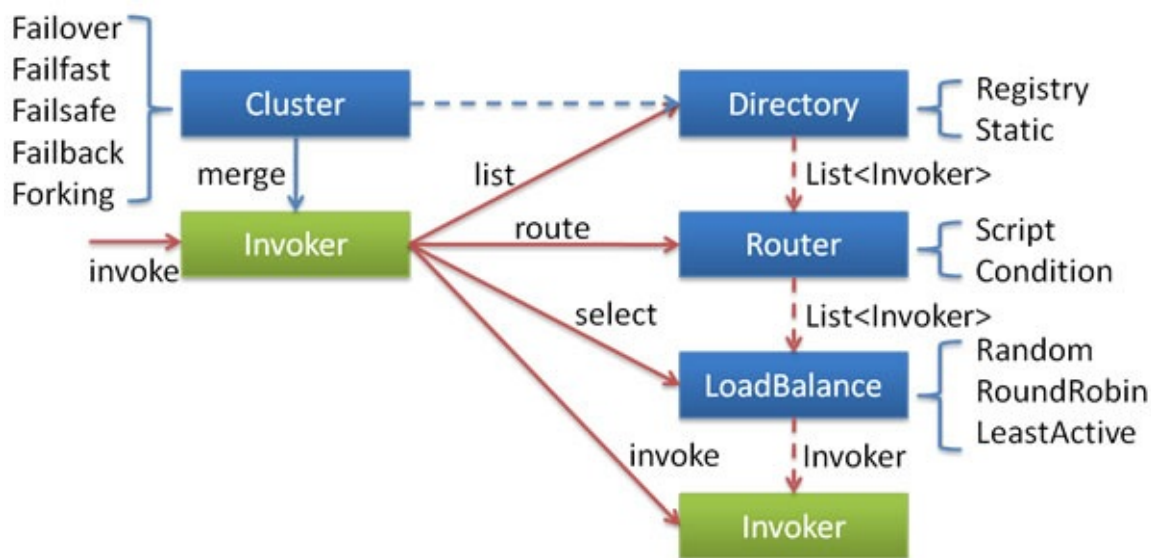 Failover
Failfast
Failsafe
Failback
Forking
Cluster
Directory
Registry
Static
merge
list
List<Invoker>
invoke
Invoker
route
Router
Script
Condition
select
List<Invoker>
LoadBalance
Random
RoundRobin
LeastActive
invoke
Invoker
Invoker